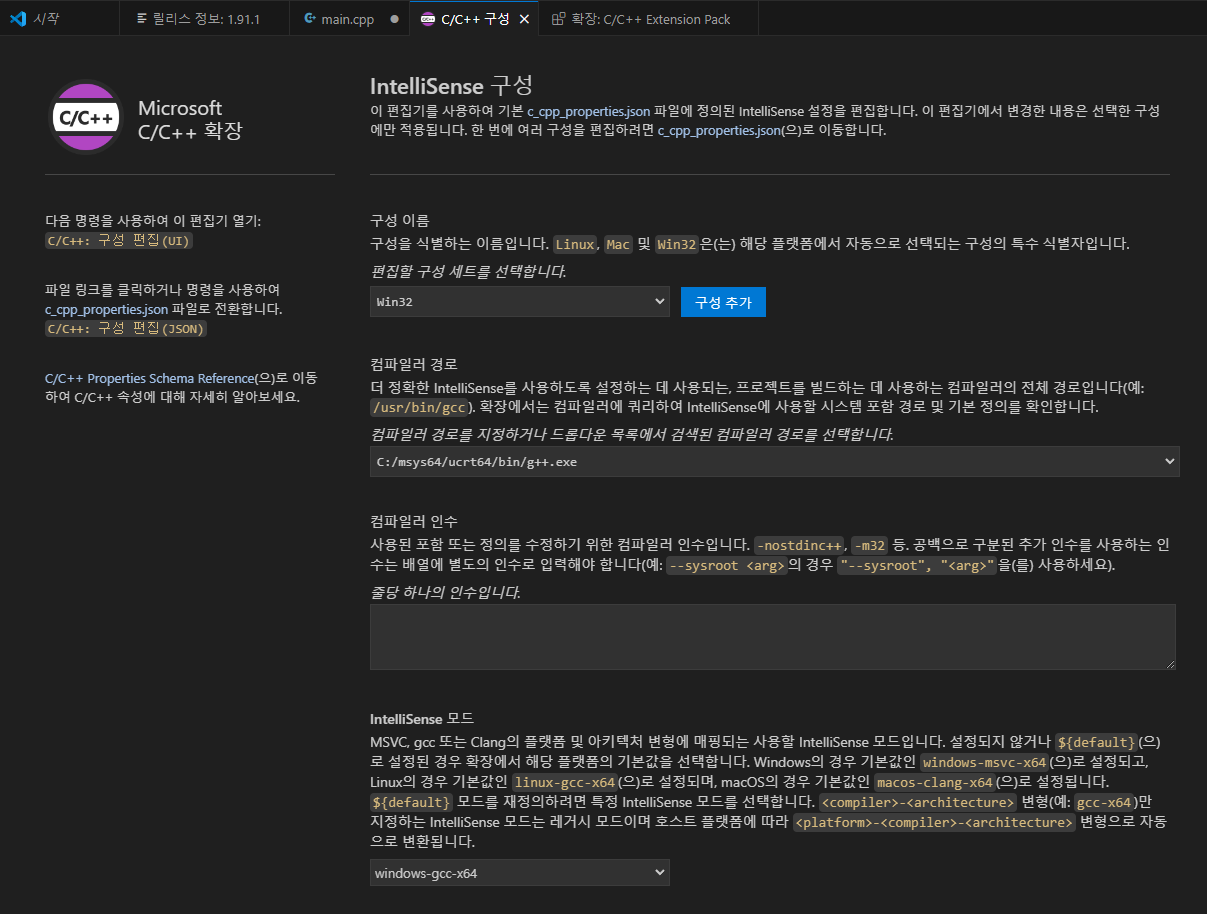 시작
릴리스 정보: 1.91.1
main.cpp
C/C++ 구성
확장: C/C++ Extension Pack
C/C++
Microsoft
C/C++ 확장
다음 명령을 사용하여 이 편집기 열기:
C/C++: 구성 편집(UI)
파일 링크를 클릭하거나 명령을 사용하여
c_cpp_properties.json 파일로 전환합니다.
C/C++: 구성 편집(JSON)
C/C++ Properties Schema Reference(으)로 이동
하여 C/C++ 속성에 대해 자세히 알아보세요.
IntelliSense 구성
이 편집기를 사용하여 기본 c_cpp_properties.json 파일에 정의된 IntelliSense 설정을 편집합니다. 이 편집기에서 변경한 내용은 선택한 구성
에만 적용됩니다. 한 번에 여러 구성을 편집하려면 c_cpp_properties.json(으)로 이동합니다.
구성 이름
구성을 식별하는 이름입니다. Linux, Mac 및 Win32은(는) 해당 플랫폼에서 자동으로 선택되는 구성의 특수 식별자입니다.
편집할 구성 세트를 선택합니다.
Win32
구성 추가
컴파일러 경로
더 정확한 IntelliSense를 사용하도록 설정하는 데 사용되는, 프로젝트를 빌드하는 데 사용하는 컴파일러의 전체 경로입니다(예:
/usr/bin/gcc). 확장에서는 컴파일러에 쿼리하여 IntelliSense에 사용할 시스템 포함 경로 및 기본 정의를 확인합니다.
컴파일러 경로를 지정하거나 드롭다운 목록에서 검색된 컴파일러 경로를 선택합니다.
C:/msys64/ucrt64/bin/g++.exe
컴파일러 인수
사용된 포함 또는 정의를 수정하기 위한 컴파일러 인수입니다. -nostdinc++, -m32 등. 공백으로 구분된 추가 인수를 사용하는 인
수는 배열에 별도의 인수로 입력해야 합니다(예: --sysroot <arg>의 경우 "--sysroot", "<arg>"을(를) 사용하세요).
줄당 하나의 인수입니다.
IntelliSense 모드
MSVC, gcc 또는 Clang의 플랫폼 및 아키텍처 변형에 매핑되는 사용할 IntelliSense 모드입니다. 설정되지 않거나 ${default}(으)
로 설정된 경우 확장에서 해당 플랫폼의 기본값을 선택합니다. Windows의 경우 기본값인 windows-msvc-x64(으)로 설정되고,
Linux의 경우 기본값인 linux-gcc-x64(으)로 설정되며, macOS의 경우 기본값인 macos-clang-x64(으)로 설정됩니다.
${default} 모드를 재정의하려면 특정 IntelliSense 모드를 선택합니다. <compiler>-<architecture> 변형(예: gcc-x64)만
지정하는 IntelliSense 모드는 레거시 모드이며 호스트 플랫폼에 따라 <platform>-<compiler>-<architecture> 변형으로 자동
으로 변환됩니다.
windows-gcc-x64